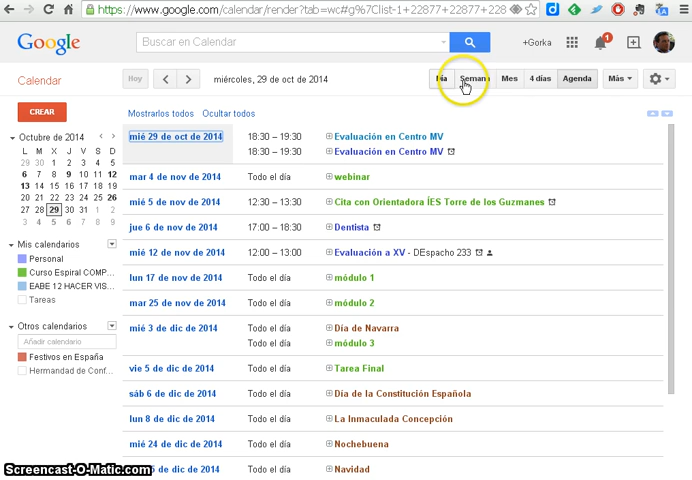 https://www.google.com/calendar/render?tab=wc#g%7Clist-1+22877+22877+228
Google
Buscar en Calendar
+Gorka
1
Calendar
Hoy
miércoles, 29 de oct de 2014
Día
Semana
Mes
4 días
Agenda
Más
CREAR
Mostrarlos todos Ocultar todos
Octubre de 2014
L M X J V S D
29 30 1 2 3 4 5
6 7 8 9 10 11 12
13 14 15 16 17 18 19
20 21 22 23 24 25 26
27 28 29 30 31 1 2
3 4 5 6 7 8 9
Mis calendarios
Personal
Curso Espiral COMP...
EABE 12 HACER VIS...
Tareas
Otros calendarios
Añadir calendario
Festivos en España
Hermandad de Conf...
mié 29 de oct de 2014 18:30 – 19:30 Evaluación en Centro MV
18:30 – 19:30 Evaluación en Centro MV
mar 4 de nov de 2014 Todo el día webinar
mié 5 de nov de 2014 12:30 – 13:30 Cita con Orientadora ÍES Torre de los Guzmanes
jue 6 de nov de 2014 17:00 – 18:30 Dentista
mié 12 de nov de 2014 12:00 – 13:00 Evaluación a XV - DEspacho 233
lun 17 de nov de 2014 Todo el día módulo 1
mar 25 de nov de 2014 Todo el día módulo 2
mié 3 de dic de 2014 Todo el día Día de Navarra
Todo el día módulo 3
vie 5 de dic de 2014 Todo el día Tarea Final
sáb 6 de dic de 2014 Todo el día Día de la Constitución Española
lun 8 de dic de 2014 Todo el día La Inmaculada Concepción
mié 24 de dic de 2014 Todo el día Nochebuena
5 de dic de 2014 Todo el día Navidad
Screencast-O-Matic.com